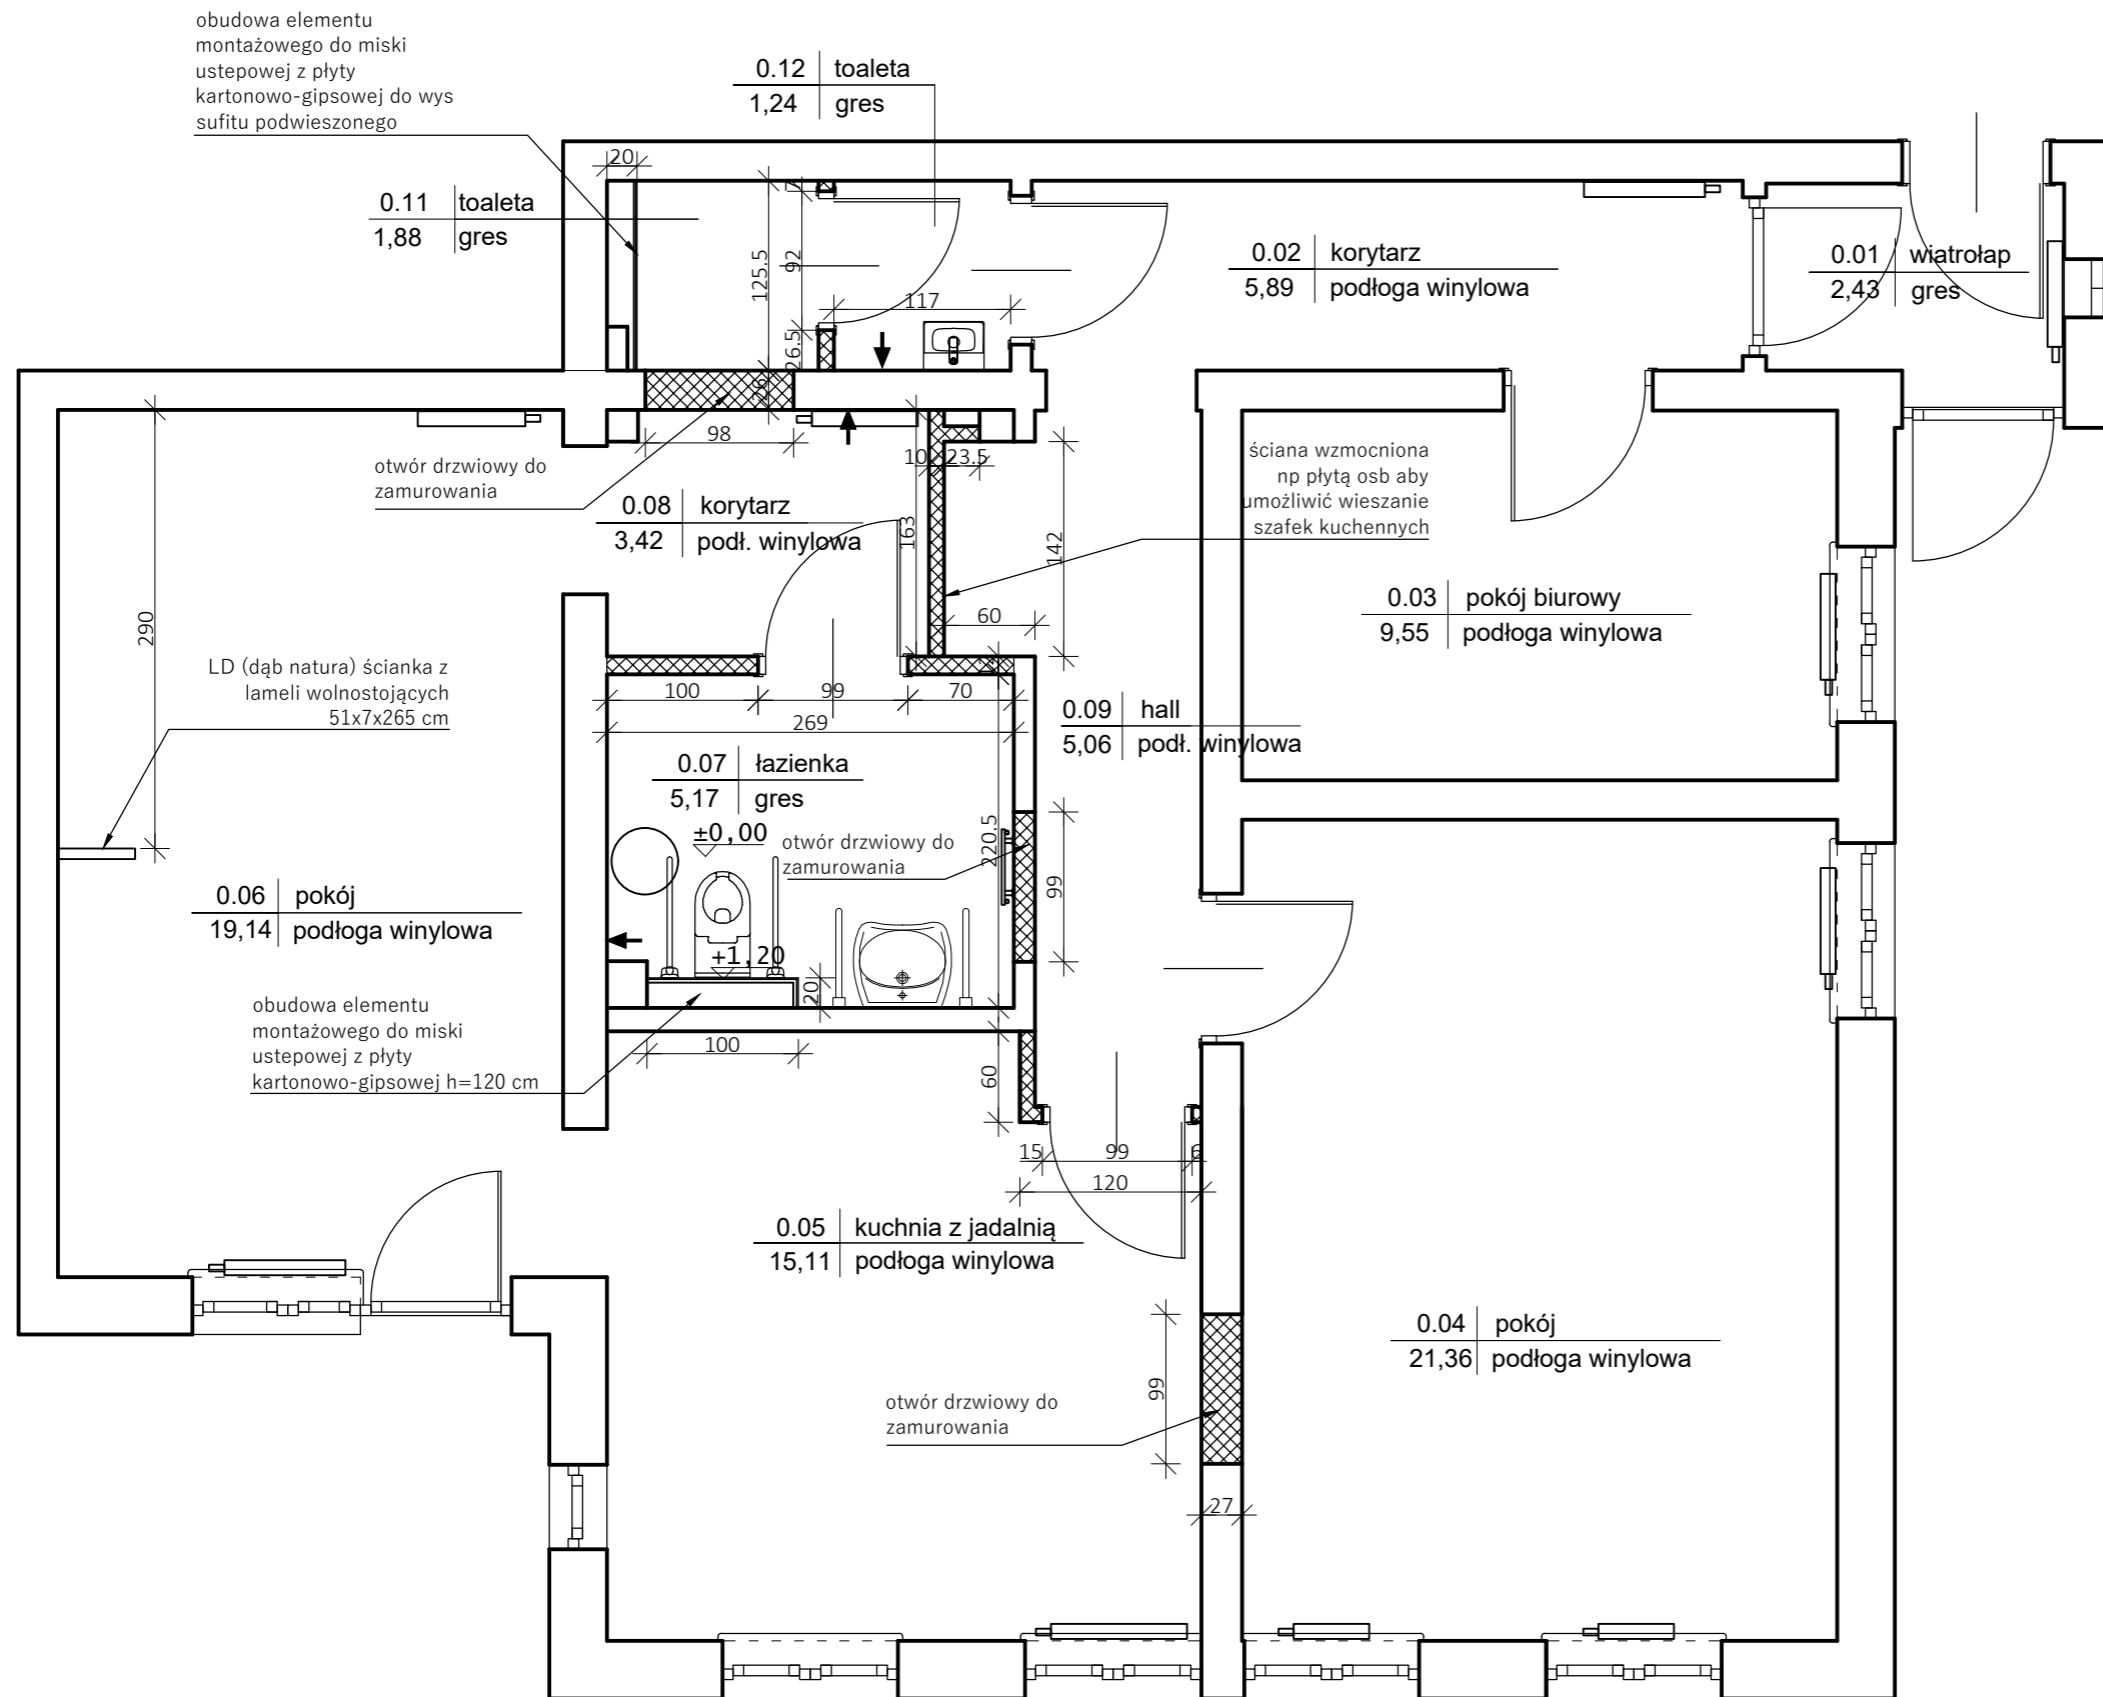 obudowa elementu
montażowego do miski
ustepowej z płyty
kartonowo-gipsowej do wys
sufitu podwieszonego
0.12 toaleta
1,24 gres
0.11 toaleta
1,88 gres
20
7
125.5
92
26.5
117
0.02 korytarz
5,89 podłoga winylowa
0.01 wiatrołap
2,43 gres
26
98
10
23.5
otwór drzwiowy do
zamurowania
0.08 korytarz
3,42 podł. winylowa
163
142
60
ściana wzmocniona
np płytą osb aby
umożliwić wieszanie
szafek kuchennych
0.03 pokój biurowy
9,55 podłoga winylowa
290
LD (dąb natura) ścianka z
lameli wolnostojących
51x7x265 cm
100
99
70
12
269
0.09 hall
5,06 podł. winylowa
0.07 łazienka
5,17 gres
±0,00
otwór drzwiowy do
zamurowania
220.5
99
0.06 pokój
19,14 podłoga winylowa
+1,20
20
obudowa elementu
montażowego do miski
ustepowej z płyty
kartonowo-gipsowej h=120 cm
100
60
15
99
6
120
0.05 kuchnia z jadalnią
15,11 podłoga winylowa
0.04 pokój
21,36 podłoga winylowa
99
otwór drzwiowy do
zamurowania
27